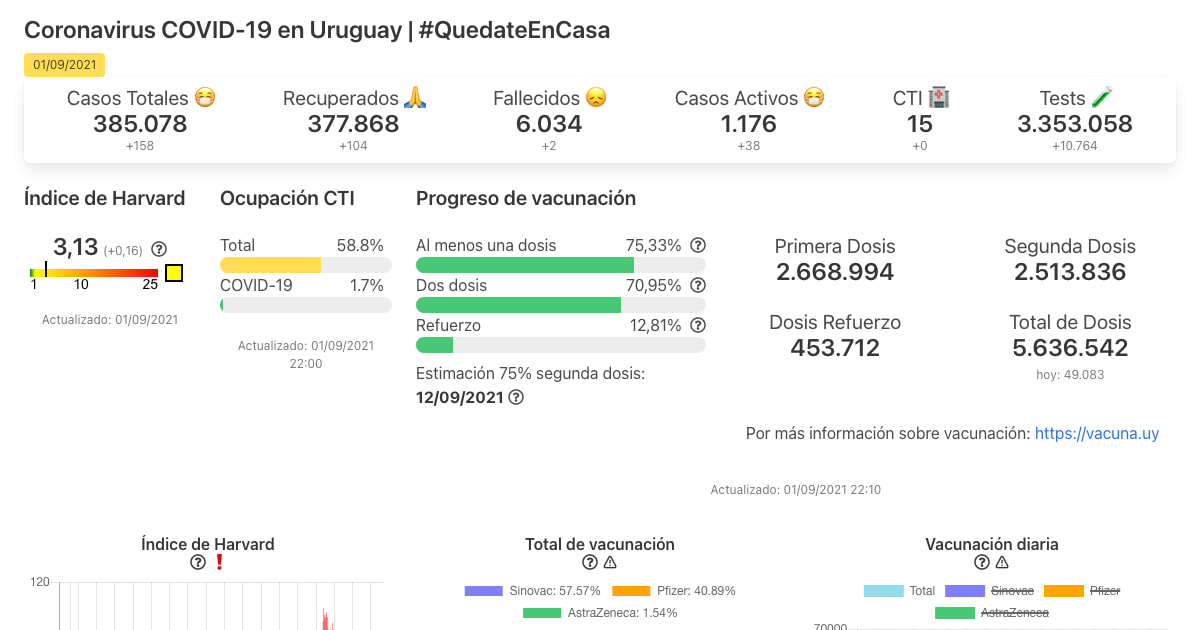 Coronavirus COVID-19 en Uruguay | #QuedateEnCasa
01/09/2021
Casos Totales
385.078
+158
Recuperados
377.868
+104
Fallecidos
6.034
+2
Casos Activos
1.176
+38
CTI
15
+0
Tests
3.353.058
+10.764
Índice de Harvard
3,13 (+0,16)
1 10 25
Actualizado: 01/09/2021
Ocupación CTI
Total 58.8%
COVID-19 1.7%
Actualizado: 01/09/2021
22:00
Progreso de vacunación
Al menos una dosis 75,33%
Dos dosis 70,95%
Refuerzo 12,81%
Estimación 75% segunda dosis:
12/09/2021
Primera Dosis
2.668.994
Segunda Dosis
2.513.836
Dosis Refuerzo
453.712
Total de Dosis
5.636.542
hoy: 49.083
Por más información sobre vacunación: https://vacuna.uy
Actualizado: 01/09/2021 22:10
Índice de Harvard
120
Total de vacunación
Sinovac: 57.57% Pfizer: 40.89%
AstraZeneca: 1.54%
Vacunación diaria
Total Sinovac Pfizer
AstraZeneca
70000